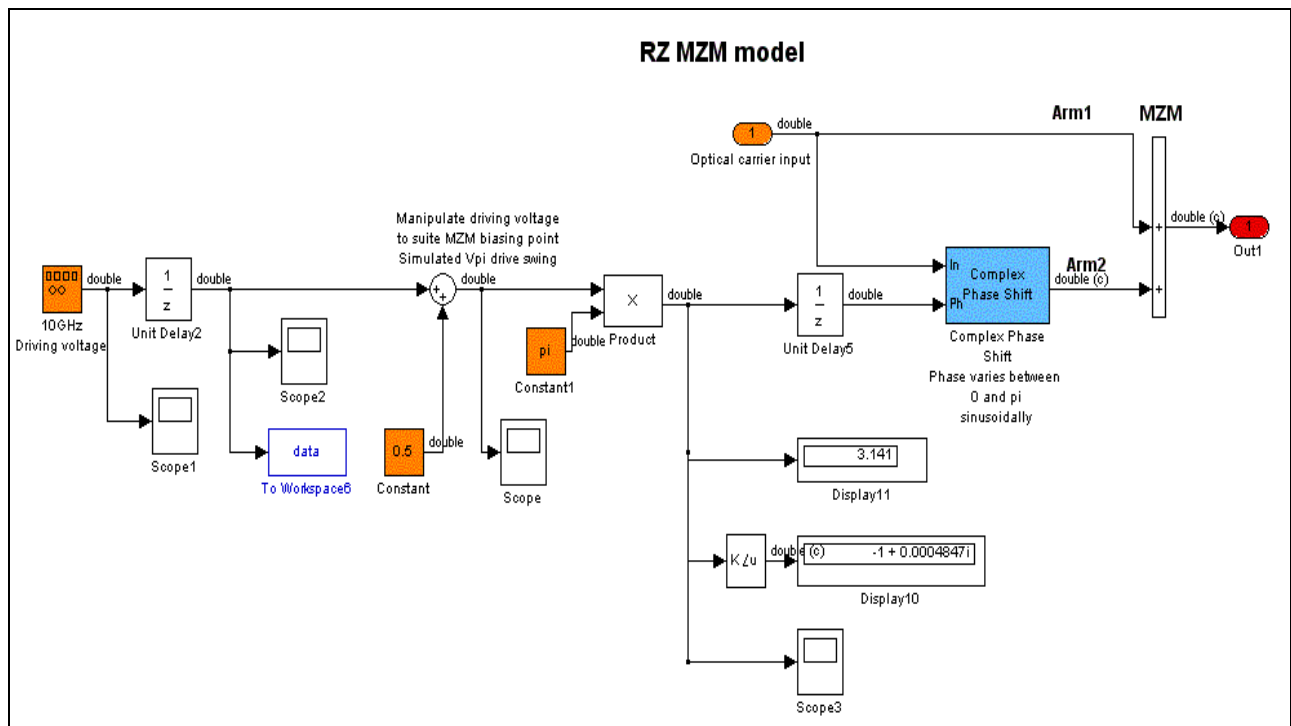 RZ MZM model
Arm1
MZM
1
double
Optical carrier input
Manipulate driving voltage
to suite MZM biasing point
Simulated Vpi drive swing
double (c)
1
Out1
double
1
z
double
Unit Delay2
10GHz
Driving voltage
double
X
double
Product
pi
double
Constant1
1
z
double
Unit Delay5
In
Ph
Complex
Phase Shift
Arm2
double (c)
Complex Phase
Shift
Phase varies between
0 and pi
sinusoidally
Scope2
Scope1
data
To Workspace6
0.5
double
Constant
Scope
3.141
Display11
K∠u
double (c)
-1 + 0.0004847i
Display10
Scope3